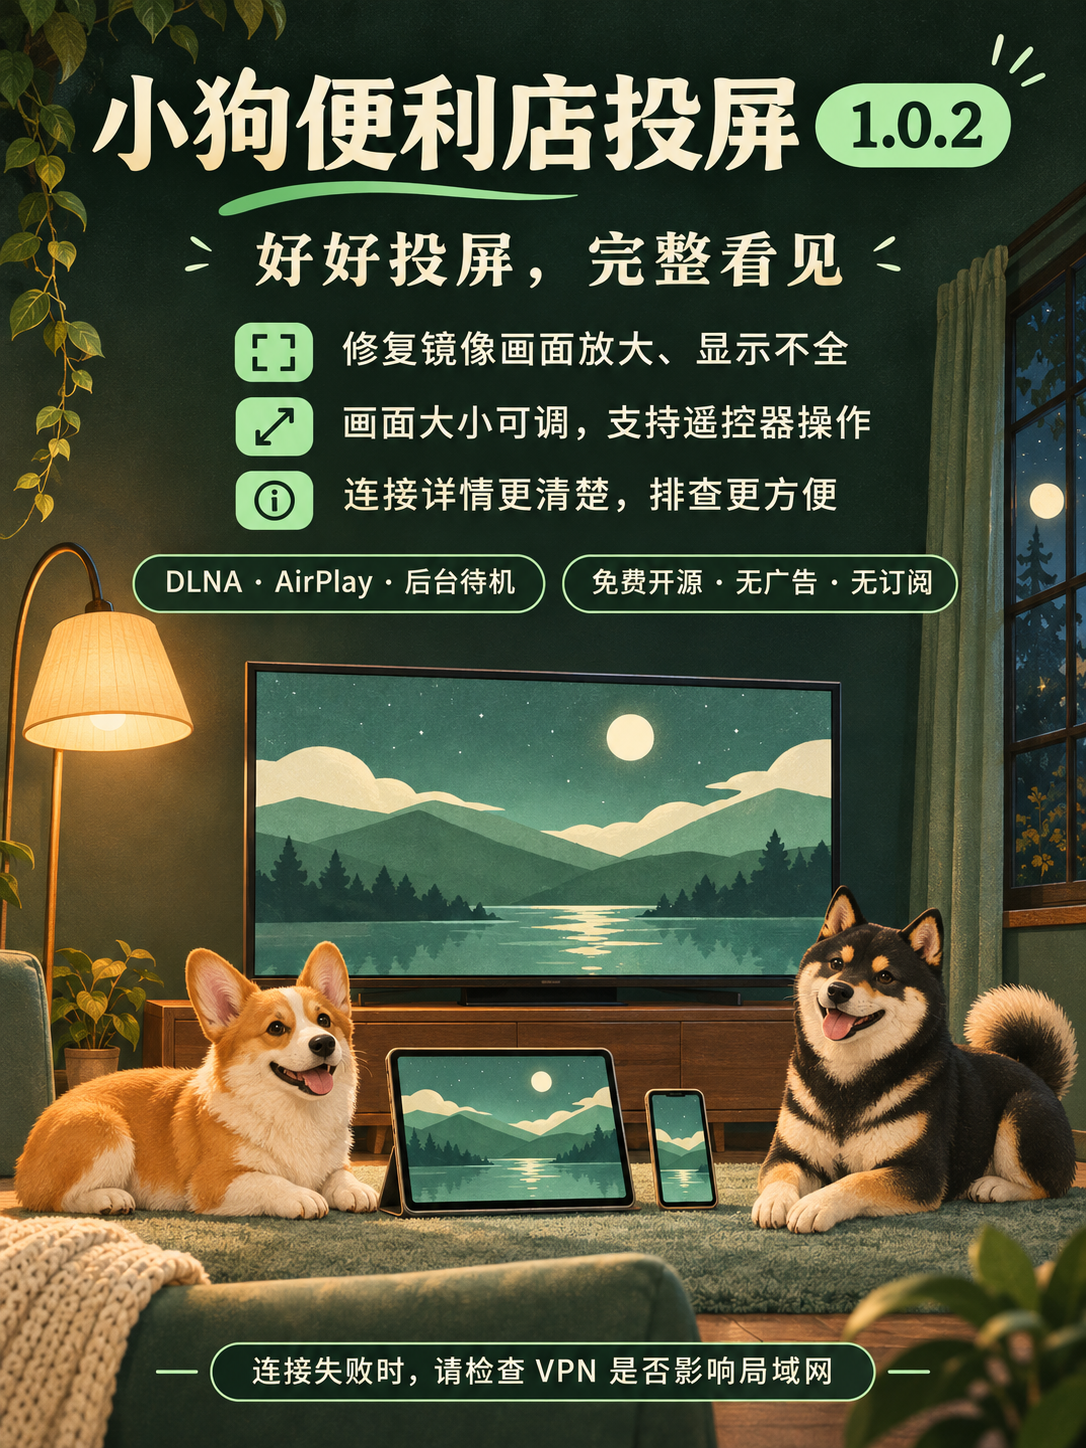 小狗便利店投屏 1.0.2
好好投屏，完整看见
修复镜像画面放大、显示不全
画面大小可调，支持遥控器操作
连接详情更清楚，排查更方便
DLNA · AirPlay · 后台待机
免费开源 · 无广告 · 无订阅
连接失败时，请检查 VPN 是否影响局域网